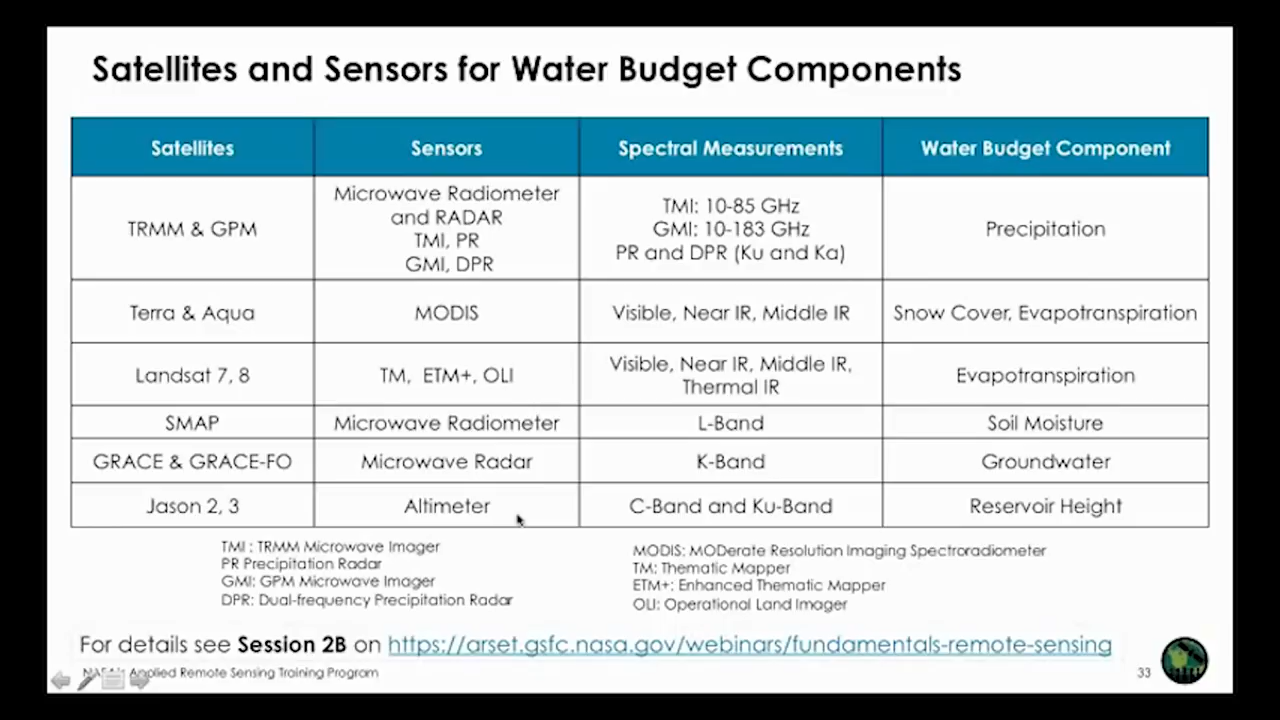 Satellites and Sensors for Water Budget Components
Satellites Sensors Spectral Measurements Water Budget Component
TRMM & GPM
Microwave Radiometer
and RADAR
TMI, PR
GMI, DPR
TMI: 10-85 GHz
GMI: 10-183 GHz
PR and DPR (Ku and Ka)
Precipitation
Terra & Aqua MODIS Visible, Near IR, Middle IR Snow Cover, Evapotranspiration
Landsat 7, 8 TM, ETM+, OLI
Visible, Near IR, Middle IR,
Thermal IR
Evapotranspiration
SMAP Microwave Radiometer L-Band Soil Moisture
GRACE & GRACE-FO Microwave Radar K-Band Groundwater
Jason 2, 3 Altimeter C-Band and Ku-Band Reservoir Height
TMI : TRMM Microwave Imager
PR Precipitation Radar
GMI: GPM Microwave Imager
DPR: Dual-frequency Precipitation Radar
MODIS: MODerate Resolution Imaging Spectroradiometer
TM: Thematic Mapper
ETM+: Enhanced Thematic Mapper
OLI: Operational Land Imager
For details see Session 2B on https://arset.gsfc.nasa.gov/webinars/fundamentals-remote-sensing
NASA's Applied Remote Sensing Training Program
33